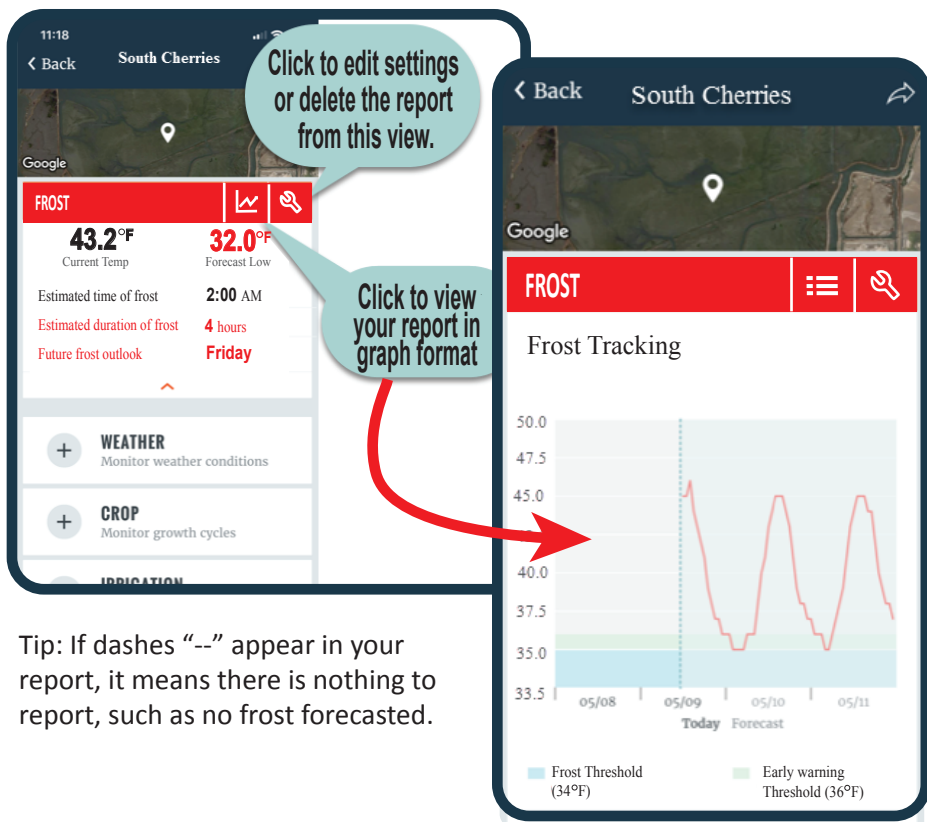 11:18
Back
South Cherries
Click to edit settings
or delete the report
from this view.
Google
FROST
43.2°F
32.0°F
Current Temp
Forecast Low
Estimated time of frost
2:00 AM
Estimated duration of frost
4 hours
Future frost outlook
Friday
Click to view
your report in
graph format
+
WEATHER
Monitor weather conditions
+
CROP
Monitor growth cycles
Tip: If dashes “--” appear in your
report, it means there is nothing to
report, such as no frost forecasted.
Back
South Cherries
Google
FROST
Frost Tracking
50.0
47.5
45.0
40.0
37.5
35.0
33.5
05/08
05/09
05/10
05/11
Today
Forecast
Frost Threshold
(34°F)
Early warning
Threshold (36°F)